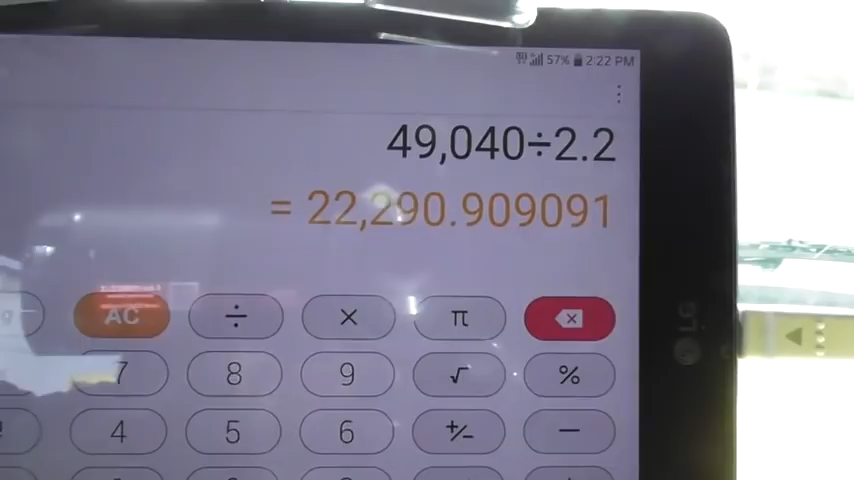 57% 2:22 PM
49,040÷2.2
= 22,290.909091
AC ÷ × π
7 8 9 √ %
4 5 6 +/- −
LG